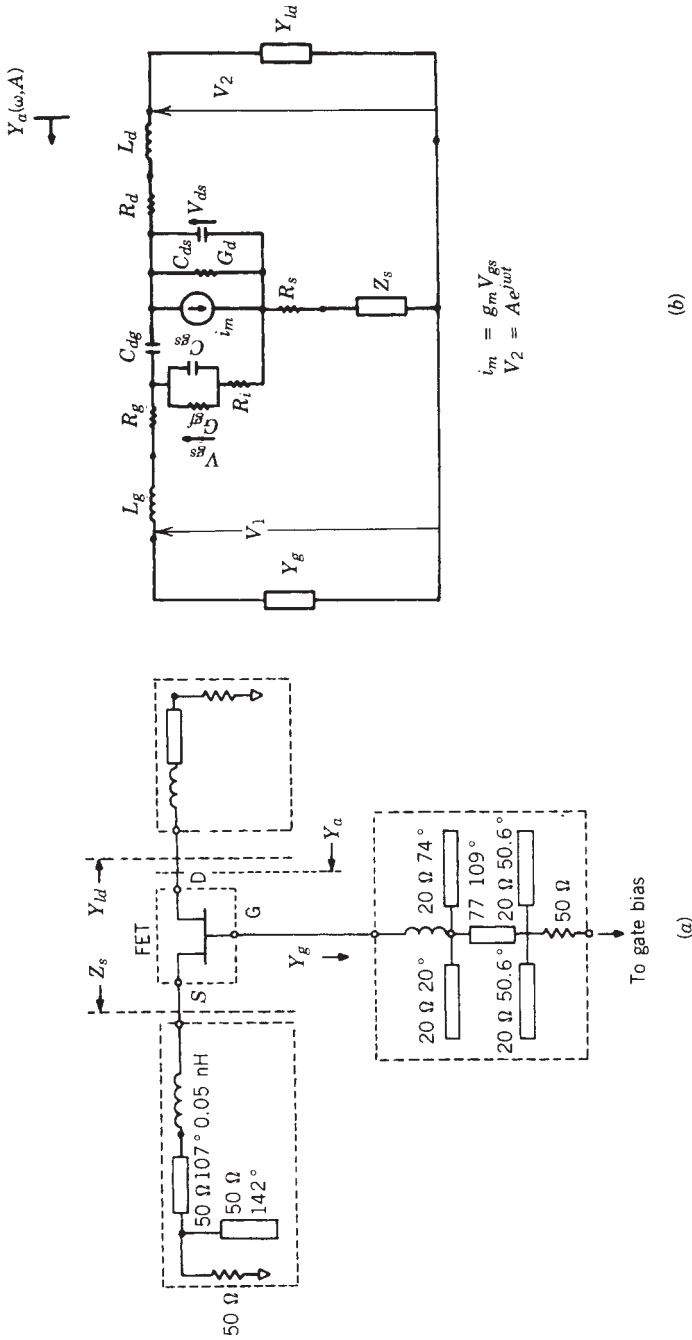 Z_s
Y_ld
FET
S
D
G
Y_g
Y_a
50 Ω 107° 0.05 nH
50 Ω
142°
50 Ω
20 Ω 20°
20 Ω 74°
77 109°
20 Ω 50.6°
20 Ω 50.6°
50 Ω
To gate bias
(a)
Y_a(ω,A)
L_g
R_g
C_dg
R_d
L_d
V_gs
G_gf
C_gs
R_i
i_m
C_ds
G_d
V_ds
R_s
Z_s
V_1
V_2
Y_g
Y_ld
i_m = g_m V_gs
V_2 = Ae^jwt
(b)